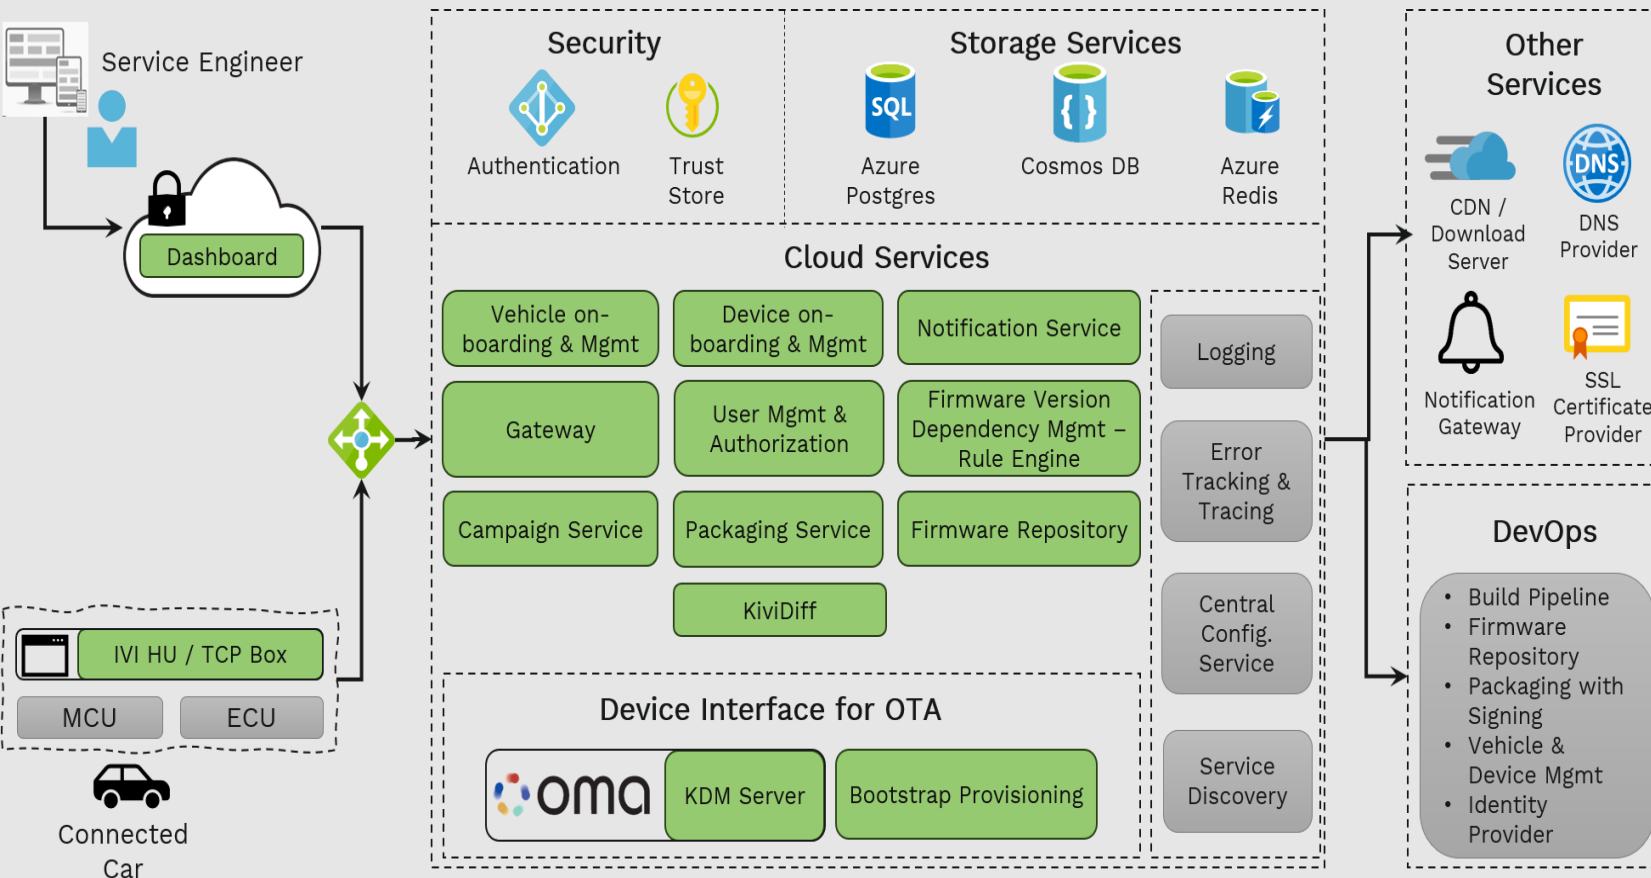 Service Engineer
Dashboard
IVI HU / TCP Box
MCU
ECU
Connected
Car
Security
Authentication
Trust
Store
Storage Services
SQL
Azure
Postgres
{ }
Cosmos DB
Azure
Redis
Cloud Services
Vehicle on-
boarding & Mgmt
Device on-
boarding & Mgmt
Notification Service
Gateway
User Mgmt &
Authorization
Firmware Version
Dependency Mgmt –
Rule Engine
Campaign Service
Packaging Service
Firmware Repository
KiviDiff
Logging
Error
Tracking &
Tracing
Central
Config.
Service
Service
Discovery
Device Interface for OTA
oma
KDM Server
Bootstrap Provisioning
Other
Services
CDN /
Download
Server
DNS
DNS
Provider
Notification
Gateway
SSL
Certificate
Provider
DevOps
• Build Pipeline
• Firmware
Repository
• Packaging with
Signing
• Vehicle &
Device Mgmt
• Identity
Provider